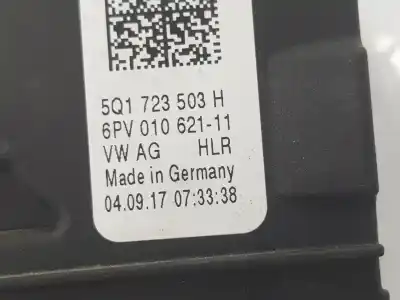 5Q1 723 503 H
6PV 010 621-11
VW AG HLR
Made in Germany
04.09.17 07:33:38